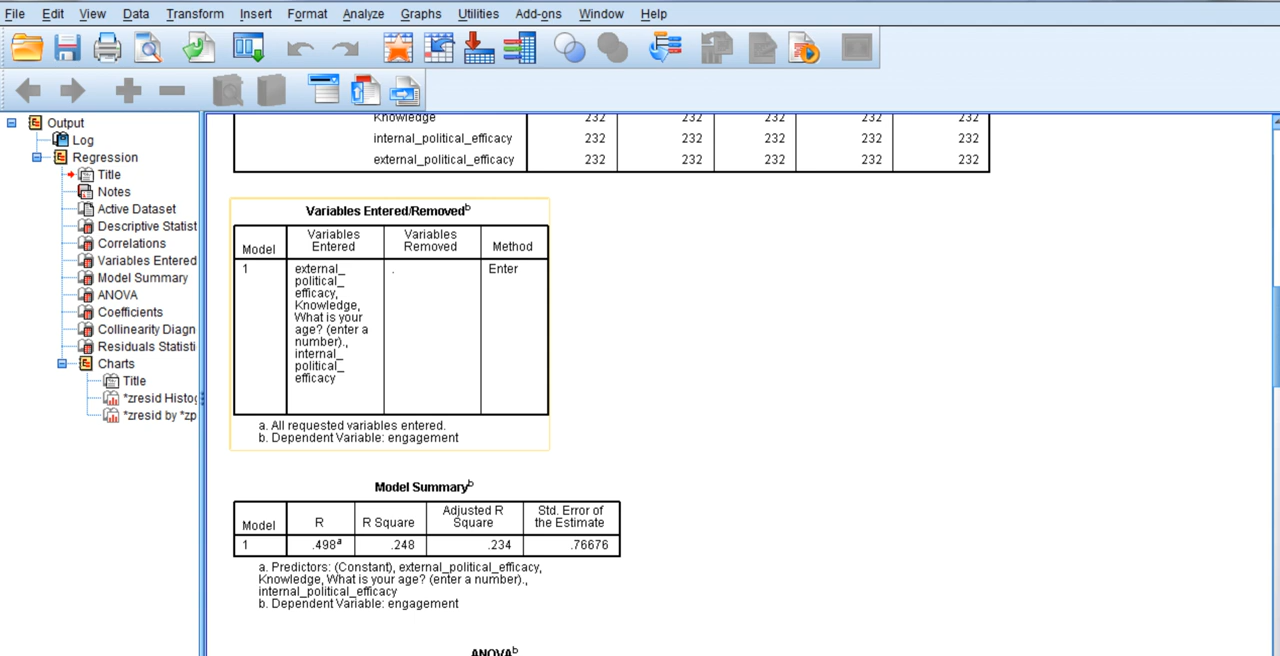 File Edit View Data Transform Insert Format Analyze Graphs Utilities Add-ons Window Help
Output
Log
Regression
Title
Notes
Active Dataset
Descriptive Statist
Correlations
Variables Entered
Model Summary
ANOVA
Coefficients
Collinearity Diagn
Residuals Statisti
Charts
Title
*zresid Histog
*zresid by *zp
Knowledge 232 232 232 232 232
internal_political_efficacy 232 232 232 232 232
external_political_efficacy 232 232 232 232 232
Variables Entered/Removedb
Model Variables Entered Variables Removed Method
1 external_ . Enter
political_
efficacy,
Knowledge,
What is your
age? (enter a
number).,
internal_
political_
efficacy
a. All requested variables entered.
b. Dependent Variable: engagement
Model Summaryb
Model R R Square Adjusted R Square Std. Error of the Estimate
1 .498a .248 .234 .76676
a. Predictors: (Constant), external_political_efficacy,
Knowledge, What is your age? (enter a number).,
internal_political_efficacy
b. Dependent Variable: engagement
ANOVAb